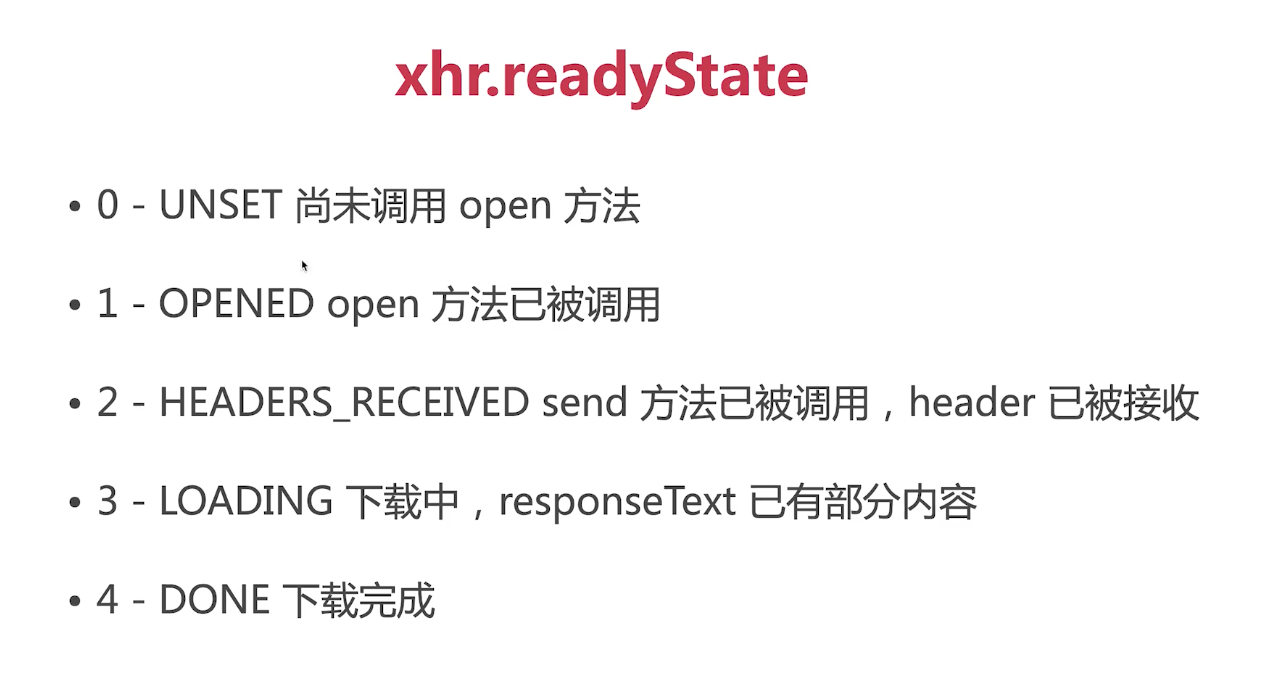 xhr.readyState
• 0 - UNSET 尚未调用 open 方法
• 1 - OPENED open 方法已被调用
• 2 - HEADERS_RECEIVED send 方法已被调用，header 已被接收
• 3 - LOADING 下载中，responseText 已有部分内容
• 4 - DONE 下载完成